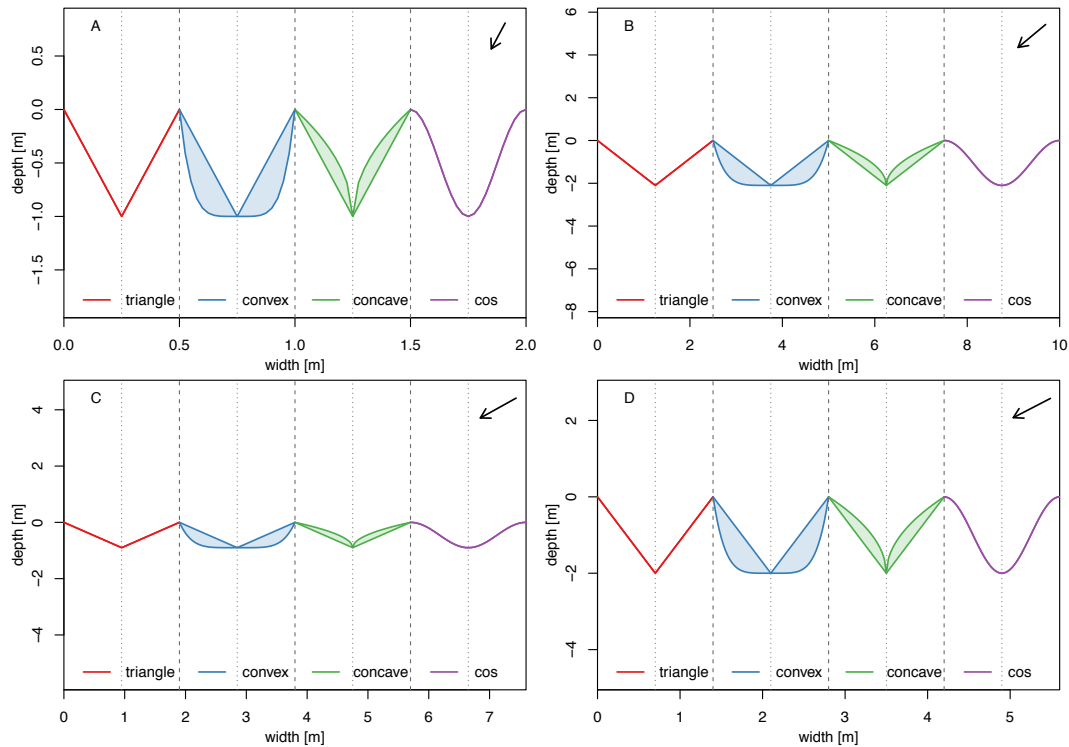 A
depth [m]
0.5
0.0
−0.5
−1.0
−1.5
triangle convex concave cos
0.0 0.5 1.0 1.5 2.0
width [m]
B
depth [m]
6
4
2
0
−2
−4
−6
−8
triangle convex concave cos
0 2 4 6 8 10
width [m]
C
depth [m]
4
2
0
−2
−4
triangle convex concave cos
0 1 2 3 4 5 6 7
width [m]
D
depth [m]
2
0
−2
−4
triangle convex concave cos
0 1 2 3 4 5
width [m]